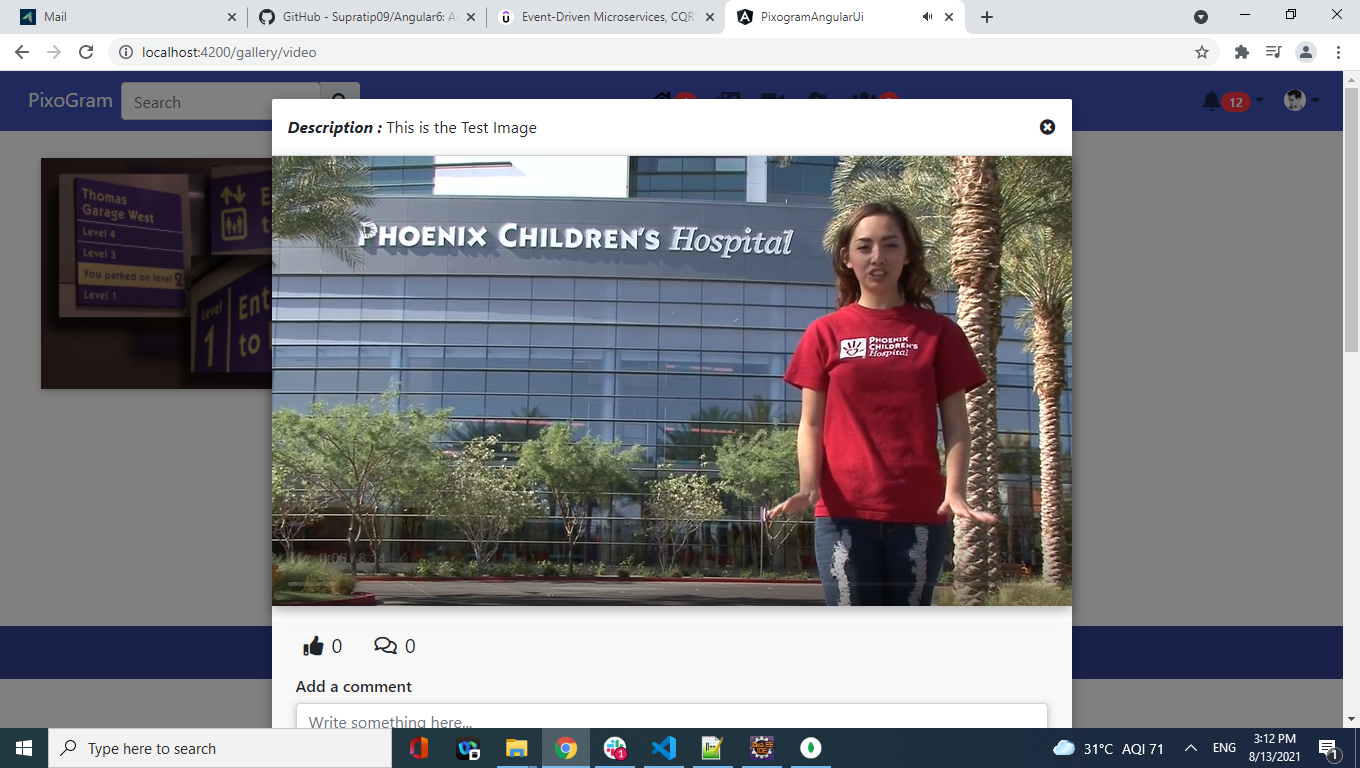 Mail
GitHub - Supratip09/Angular6: A
Event-Driven Microservices, CQR
PixogramAngularUi
localhost:4200/gallery/video
PixoGram
Search
12
Description : This is the Test Image
Thomas
Garage West
Level 4
Level 3
You parked on level 2
Level 1
Level
1
Ent
to
PHOENIX CHILDREN'S Hospital
PHOENIX
CHILDREN'S
Hospital
0:06 / 8:14
0
0
Add a comment
Write something here...
Type here to search
1
31°C AQI 71
ENG
3:12 PM
8/13/2021
1